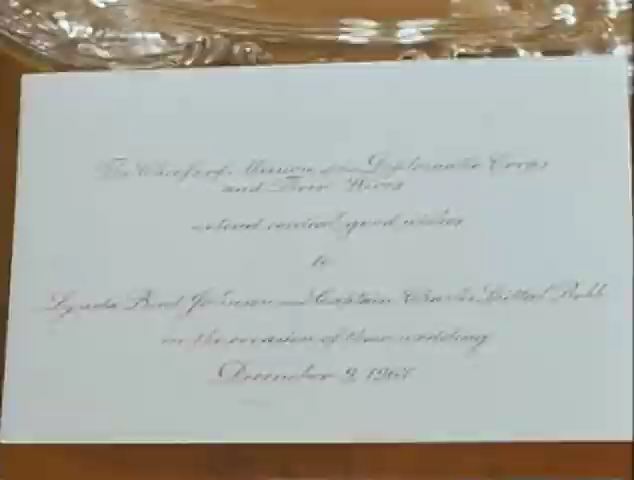 The Chiefs of Mission of the Diplomatic Corps
and Their Wives
extend cordial good wishes
to
Lynda Bird Johnson and Captain Charles Spittal Robb
on the occasion of their wedding
December 9, 1967